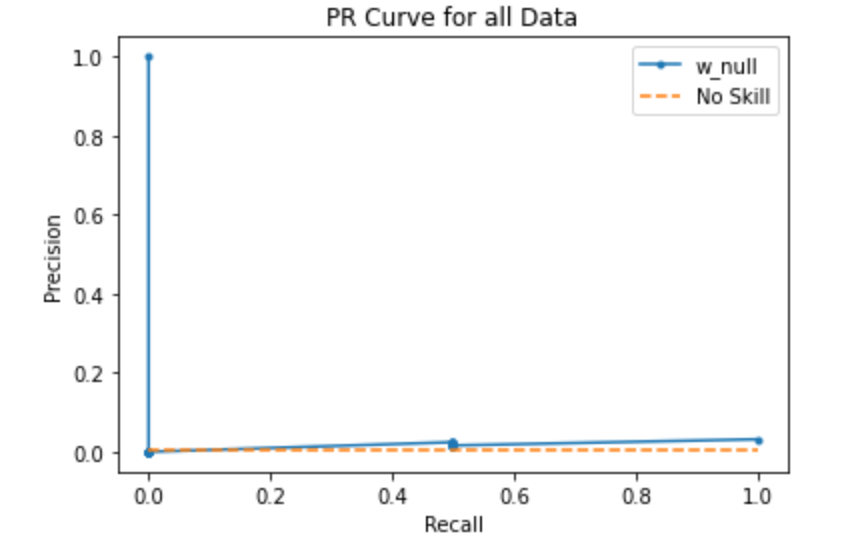 PR Curve for all Data
1.0
0.8
0.6
0.4
0.2
0.0
Precision
w_null
No Skill
0.0 0.2 0.4 0.6 0.8 1.0
Recall